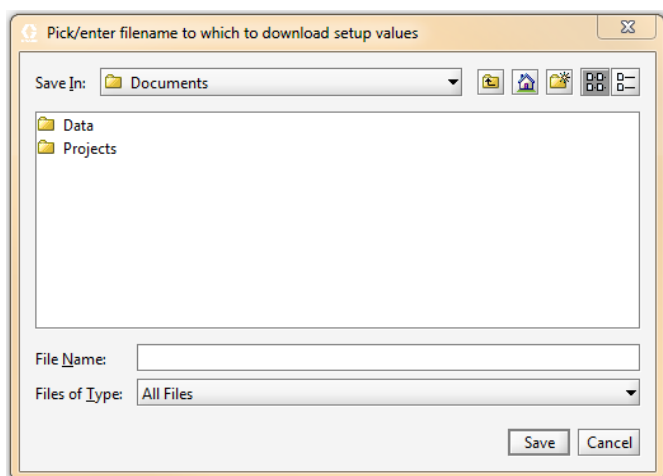 Pick/enter filename to which to download setup values
Save In: Documents
Data
Projects
File Name:
Files of Type: All Files
Save Cancel